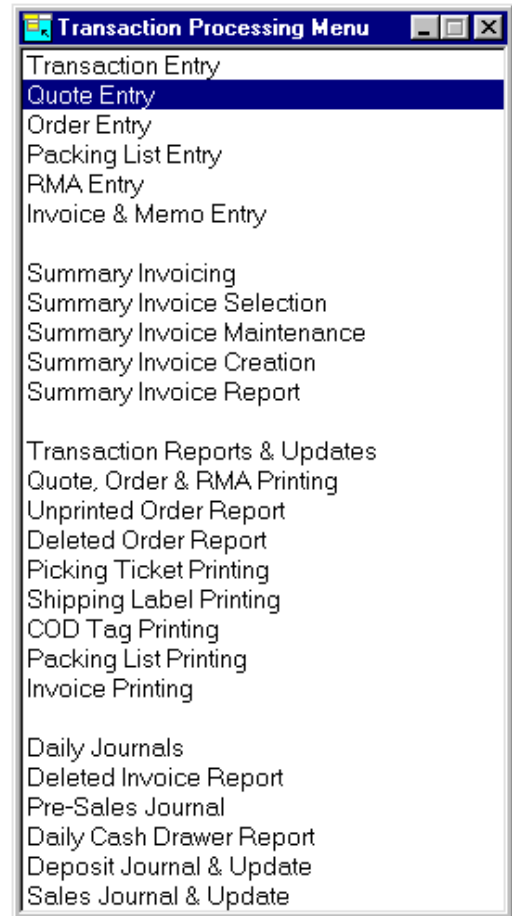 Transaction Processing Menu
Transaction Entry
Quote Entry
Order Entry
Packing List Entry
RMA Entry
Invoice & Memo Entry
Summary Invoicing
Summary Invoice Selection
Summary Invoice Maintenance
Summary Invoice Creation
Summary Invoice Report
Transaction Reports & Updates
Quote, Order & RMA Printing
Unprinted Order Report
Deleted Order Report
Picking Ticket Printing
Shipping Label Printing
COD Tag Printing
Packing List Printing
Invoice Printing
Daily Journals
Deleted Invoice Report
Pre-Sales Journal
Daily Cash Drawer Report
Deposit Journal & Update
Sales Journal & Update